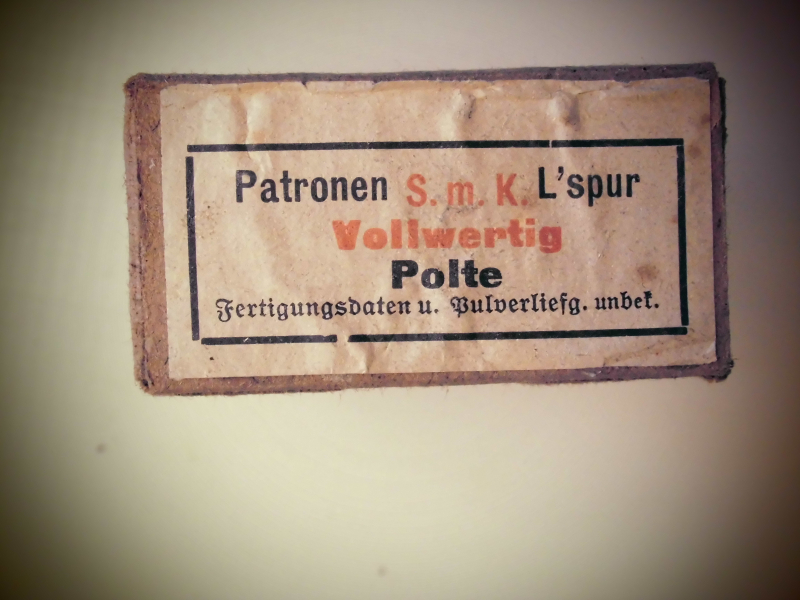 Patronen S. m. K. L'spur
Vollwertig
Polte
Fertigungsdaten u. Pulverliefg. unbek.